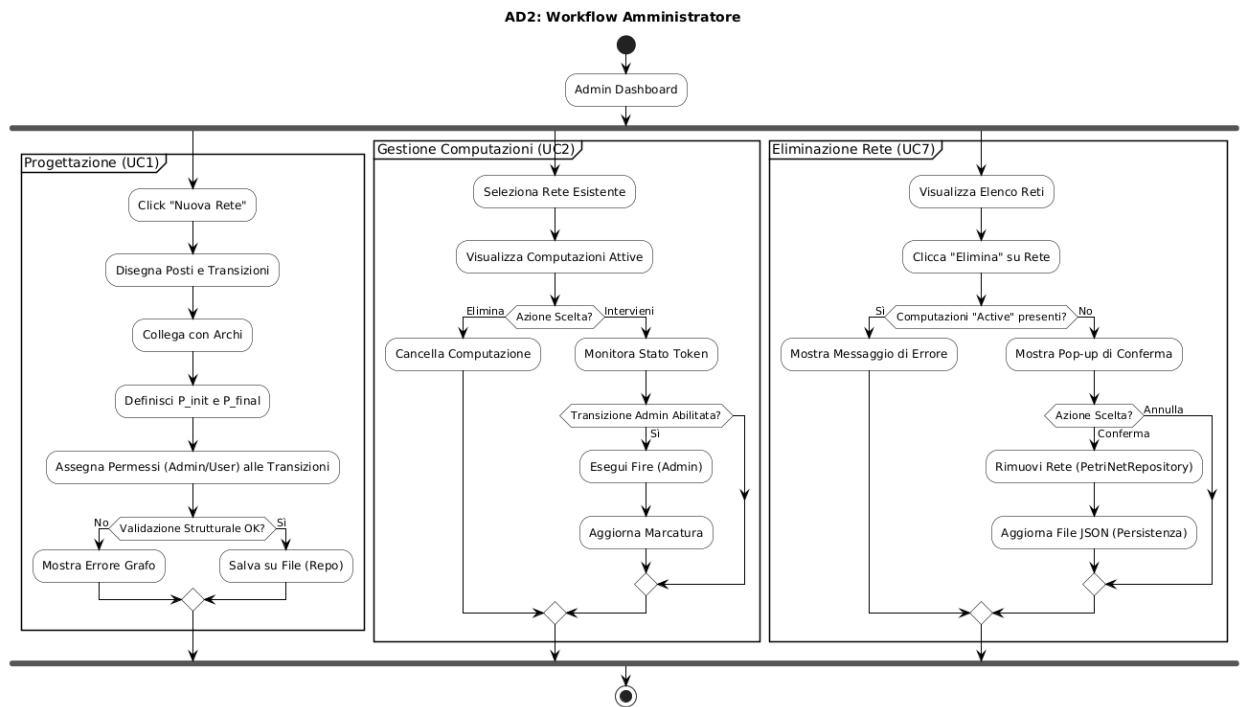 AD2: Workflow Amministratore
Admin Dashboard
Progettazione (UC1)
Click "Nuova Rete"
Disegna Posti e Transizioni
Collega con Archi
Definisci P_init e P_final
Assegna Permessi (Admin/User) alle Transizioni
No
Validazione Strutturale OK?
Sì
Mostra Errore Grafo
Salva su File (Repo)
Gestione Computazioni (UC2)
Seleziona Rete Esistente
Visualizza Computazioni Attive
Elimina
Azione Scelta?
Intervieni
Cancella Computazione
Monitora Stato Token
Transizione Admin Abilitata?
Sì
Esegui Fire (Admin)
Aggiorna Marcatura
Eliminazione Rete (UC7)
Visualizza Elenco Reti
Clicca "Elimina" su Rete
Sì
Computazioni "Active" presenti?
No
Mostra Messaggio di Errore
Mostra Pop-up di Conferma
Azione Scelta?
Annulla
Conferma
Rimuovi Rete (PetriNetRepository)
Aggiorna File JSON (Persistenza)